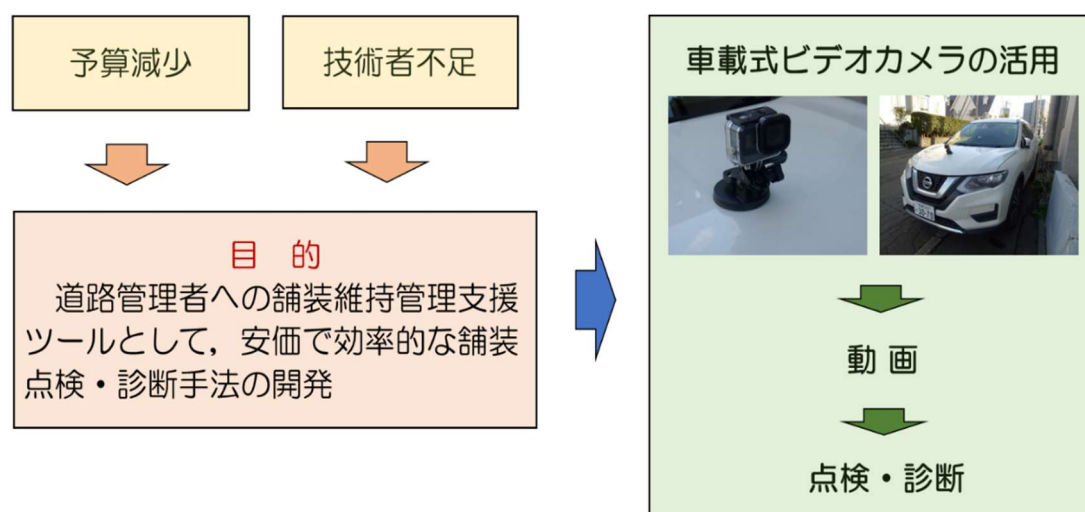 予算減少
技術者不足
目 的
道路管理者への舗装維持管理支援
ツールとして，安価で効率的な舗装
点検・診断手法の開発
車載式ビデオカメラの活用
動 画
点検・診断